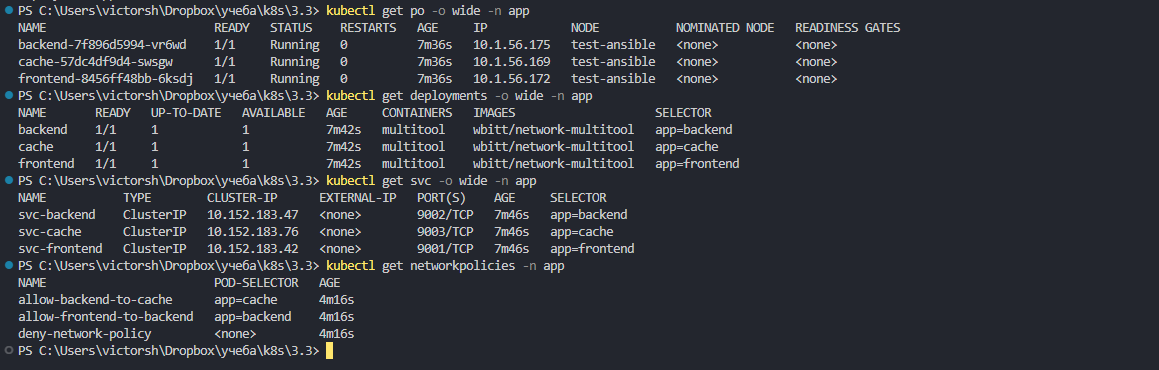 PS C:\Users\victorsh\Dropbox\учеба\k8s\3.3> kubectl get po -o wide -n app
NAME READY STATUS RESTARTS AGE IP NODE NOMINATED NODE READINESS GATES
backend-7f896d5994-vr6wd 1/1 Running 0 7m36s 10.1.56.175 test-ansible <none> <none>
cache-57dc4df9d4-swsgw 1/1 Running 0 7m36s 10.1.56.169 test-ansible <none> <none>
frontend-8456ff48bb-6ksdj 1/1 Running 0 7m36s 10.1.56.172 test-ansible <none> <none>
PS C:\Users\victorsh\Dropbox\учеба\k8s\3.3> kubectl get deployments -o wide -n app
NAME READY UP-TO-DATE AVAILABLE AGE CONTAINERS IMAGES SELECTOR
backend 1/1 1 1 7m42s multitool wbitt/network-multitool app=backend
cache 1/1 1 1 7m42s multitool wbitt/network-multitool app=cache
frontend 1/1 1 1 7m42s multitool wbitt/network-multitool app=frontend
PS C:\Users\victorsh\Dropbox\учеба\k8s\3.3> kubectl get svc -o wide -n app
NAME TYPE CLUSTER-IP EXTERNAL-IP PORT(S) AGE SELECTOR
svc-backend ClusterIP 10.152.183.47 <none> 9002/TCP 7m46s app=backend
svc-cache ClusterIP 10.152.183.76 <none> 9003/TCP 7m46s app=cache
svc-frontend ClusterIP 10.152.183.42 <none> 9001/TCP 7m46s app=frontend
PS C:\Users\victorsh\Dropbox\учеба\k8s\3.3> kubectl get networkpolicies -n app
NAME POD-SELECTOR AGE
allow-backend-to-cache app=cache 4m16s
allow-frontend-to-backend app=backend 4m16s
deny-network-policy <none> 4m16s
PS C:\Users\victorsh\Dropbox\учеба\k8s\3.3>